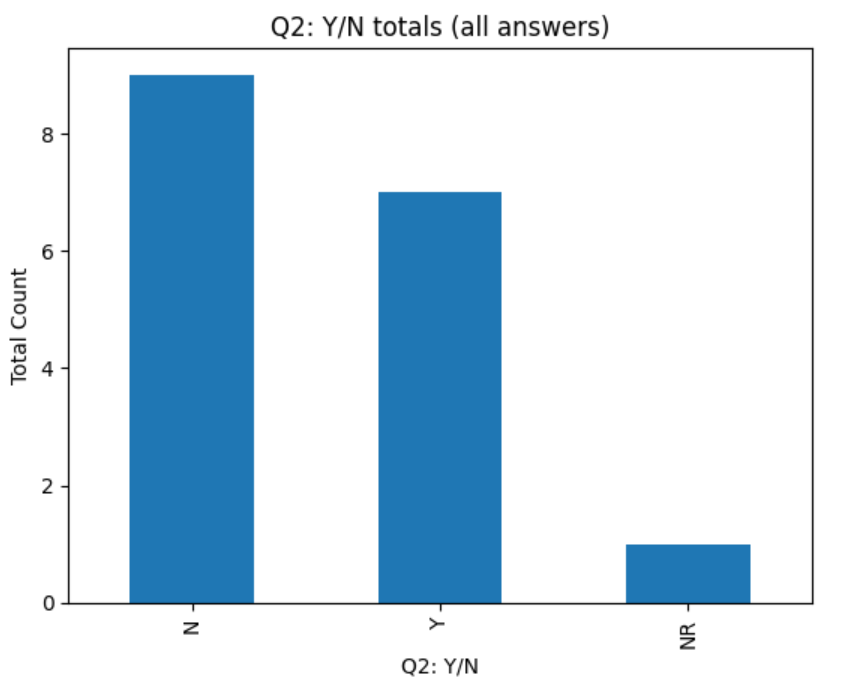 Q2: Y/N totals (all answers)
Total Count
8
6
4
2
0
N
Y
NR
Q2: Y/N